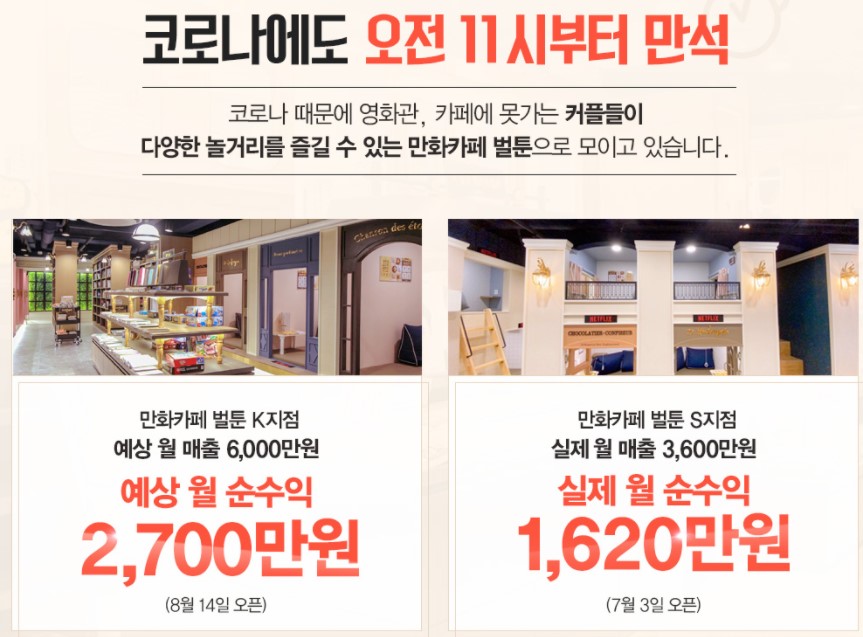 코로나에도 오전 11시부터 만석
코로나 때문에 영화관, 카페에 못가는 커플들이
다양한 놀거리를 즐길 수 있는 만화카페 벌툰으로 모이고 있습니다.
NETFLIX
NETFLIX
CHOCOLATIER-CONFISEUR
만화카페 벌툰 K지점
예상 월 매출 6,000만원
예상 월 순수익
2,700만원
(8월 14일 오픈)
만화카페 벌툰 S지점
실제 월 매출 3,600만원
실제 월 순수익
1,620만원
(7월 3일 오픈)